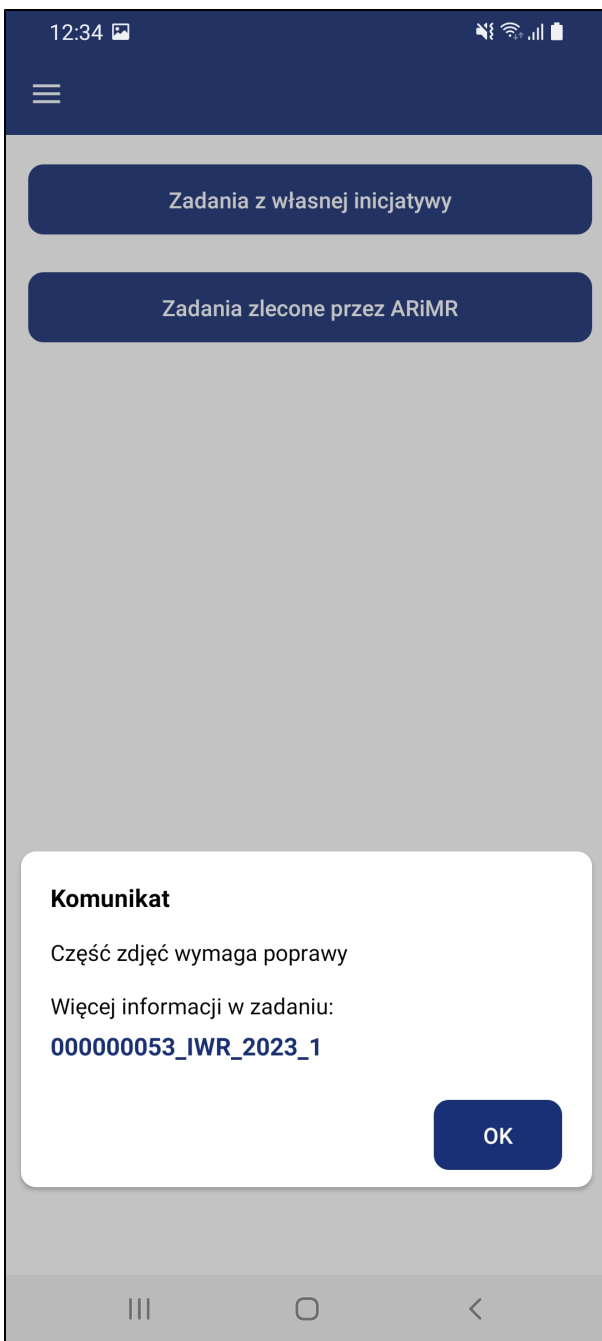 12:34
Zadania z własnej inicjatywy
Zadania zlecone przez ARiMR
Komunikat
Część zdjęć wymaga poprawy
Więcej informacji w zadaniu:
000000053_IWR_2023_1
OK